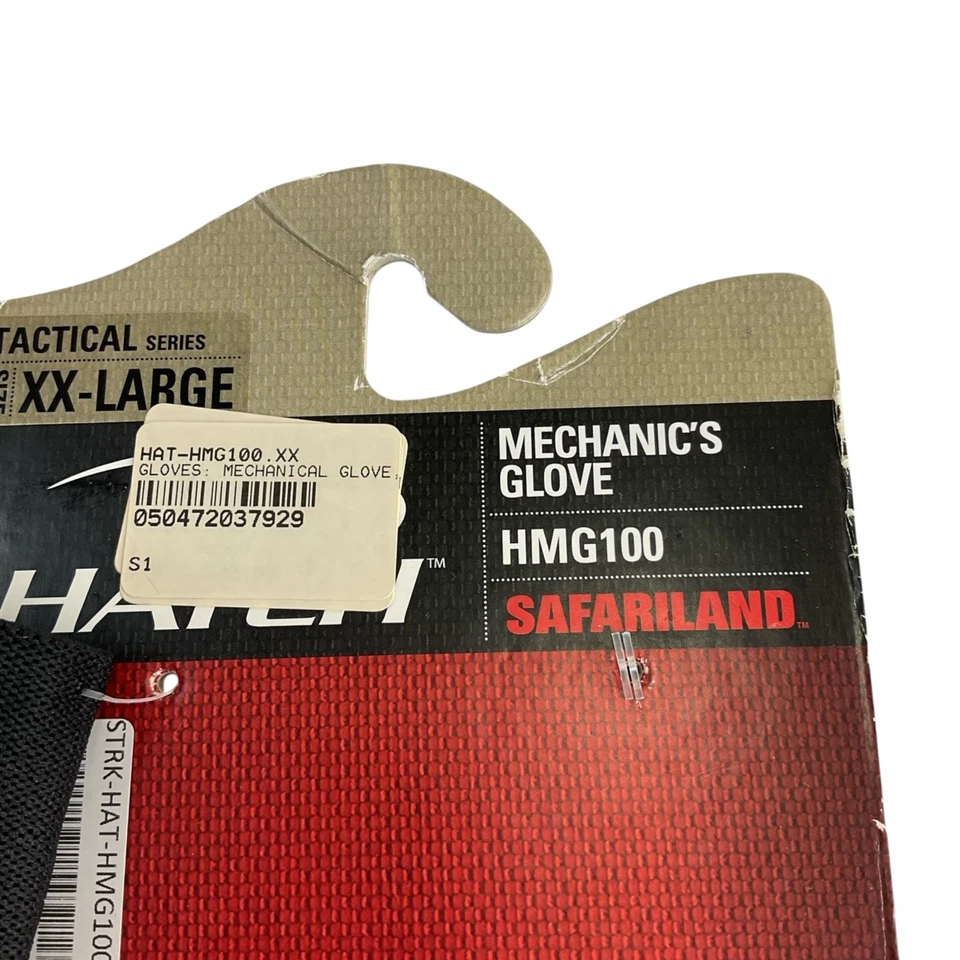 TACTICAL SERIES
SIZE
XX-LARGE
HAT-HMG100.XX
GLOVES: MECHANICAL GLOVE,
050472037929
S1
HATCH™
MECHANIC'S
GLOVE
HMG100
SAFARILAND™
STRK-HAT-HMG100